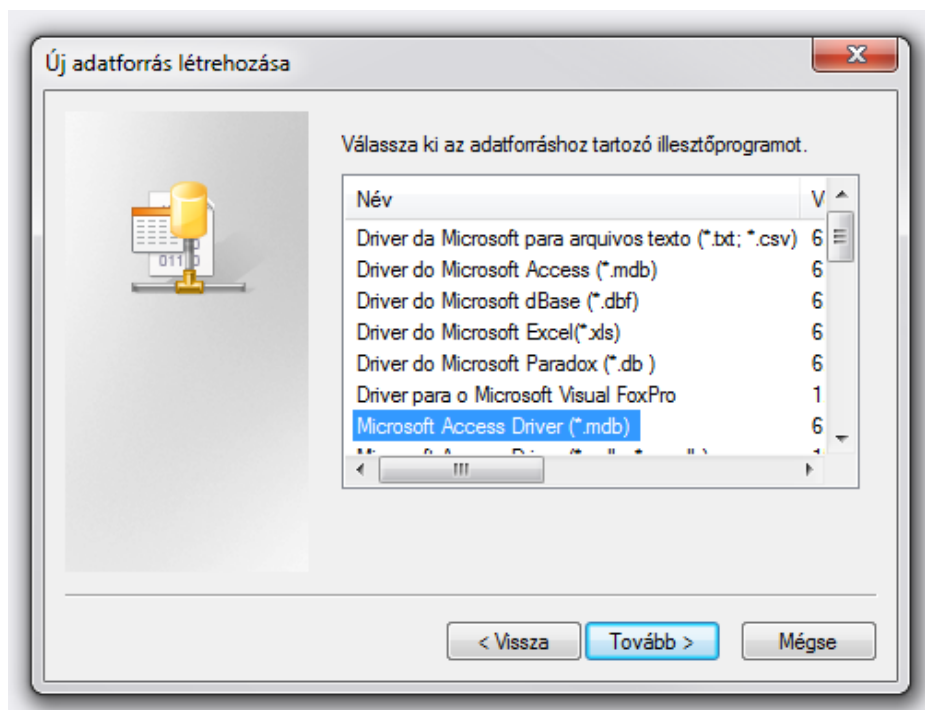 Új adatforrás létrehozása
Válassza ki az adatforráshoz tartozó illesztőprogramot.
Név V
Driver da Microsoft para arquivos texto (*.txt; *.csv) 6
Driver do Microsoft Access (*.mdb) 6
Driver do Microsoft dBase (*.dbf) 6
Driver do Microsoft Excel(*.xls) 6
Driver do Microsoft Paradox (*.db ) 6
Driver para o Microsoft Visual FoxPro 1
Microsoft Access Driver (*.mdb) 6
< Vissza Tovább > Mégse